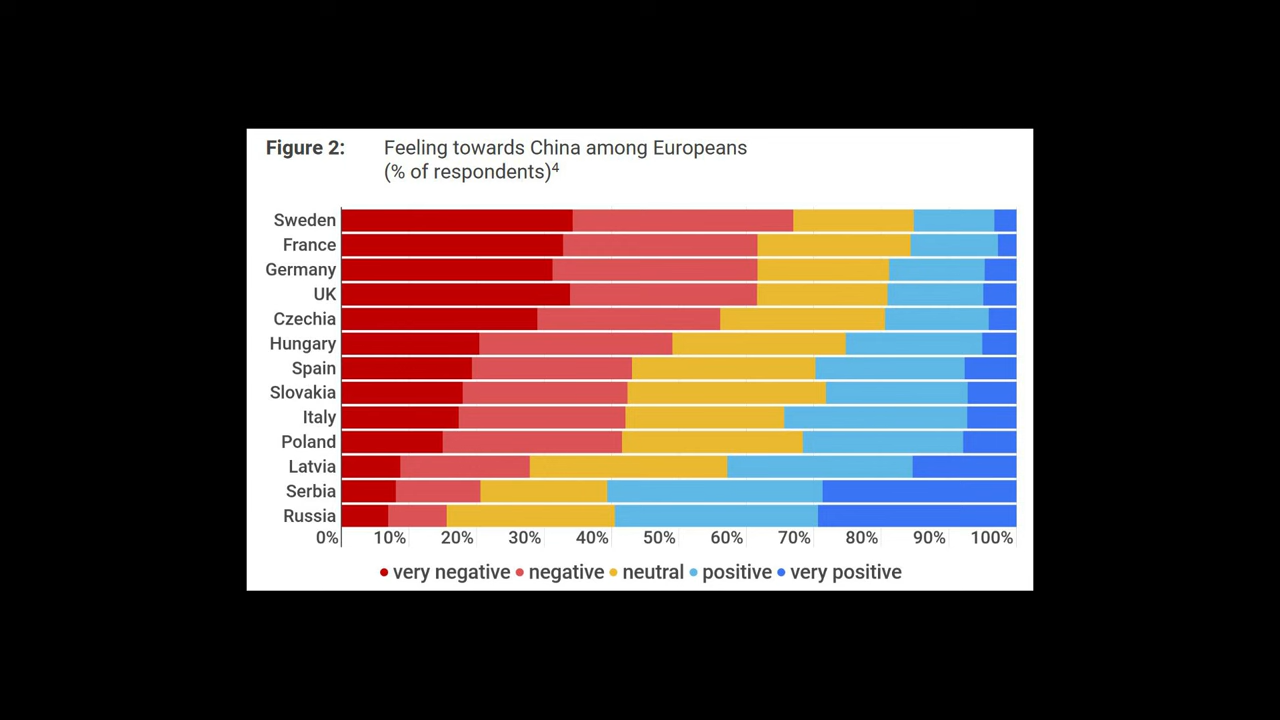 Figure 2: Feeling towards China among Europeans
(% of respondents)4
Sweden
France
Germany
UK
Czechia
Hungary
Spain
Slovakia
Italy
Poland
Latvia
Serbia
Russia
0% 10% 20% 30% 40% 50% 60% 70% 80% 90% 100%
very negative negative neutral positive very positive